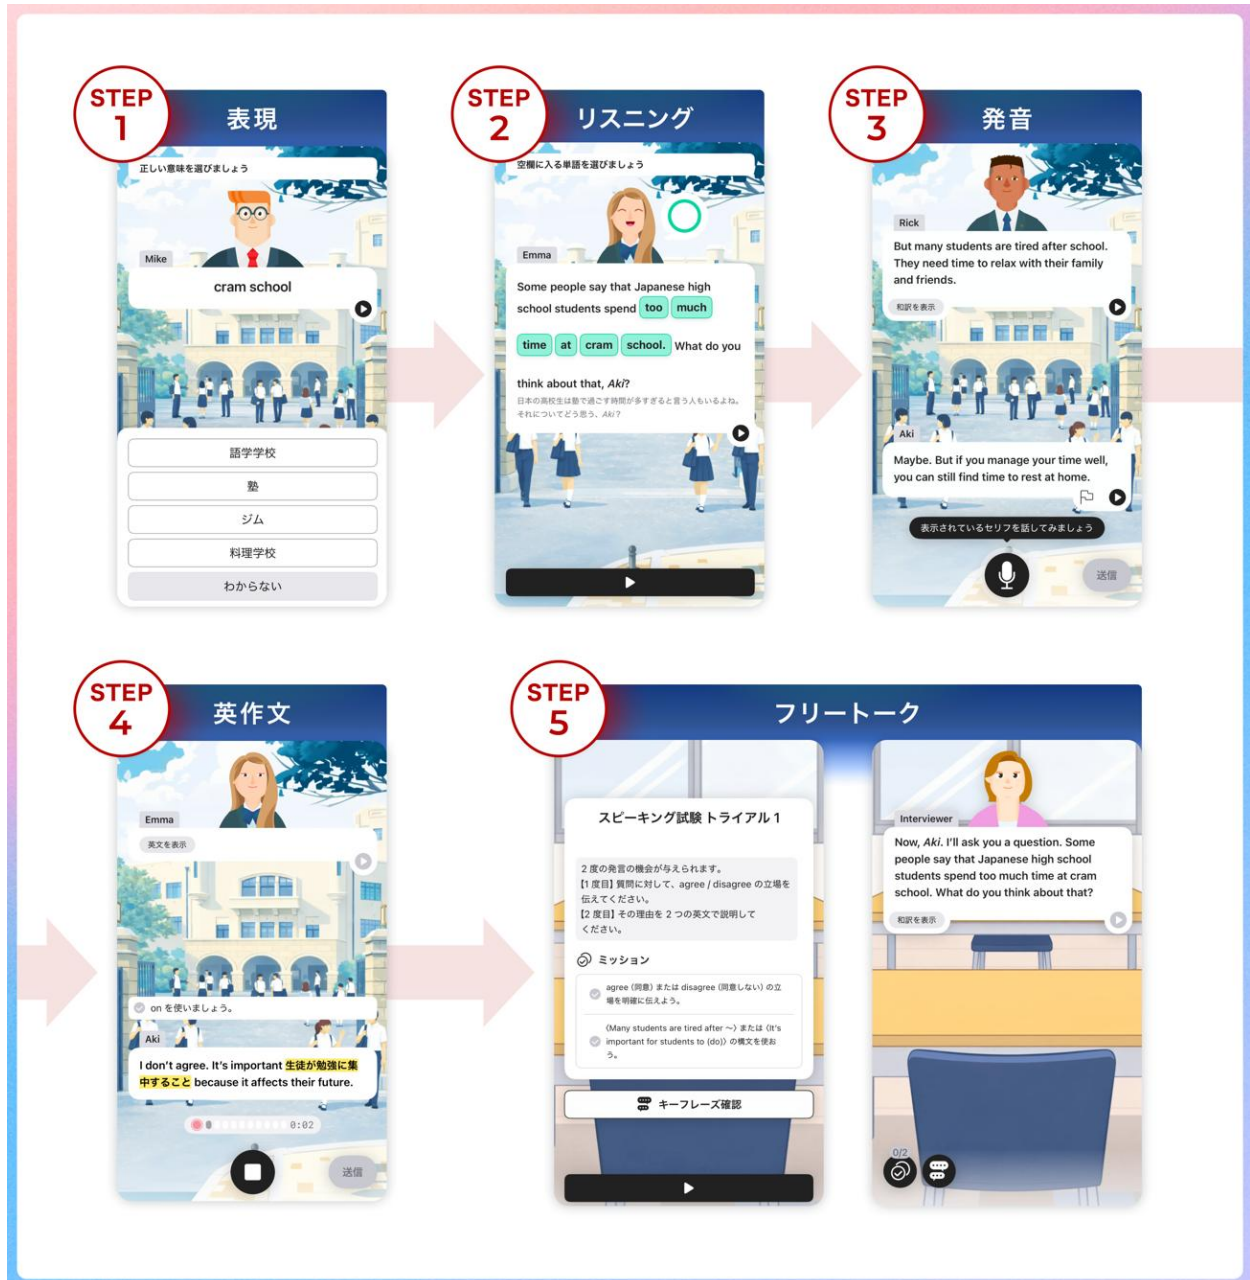 STEP
1
表現
正しい意味を選びましょう
Mike
cram school
語学学校
塾
ジム
料理学校
わからない
STEP
2
リスニング
空欄に入る単語を選びましょう
Emma
Some people say that Japanese high
school students spend too much
time at cram school. What do you
think about that, Aki?
日本の高校生は塾で過ごす時間が多すぎると言う人もいるよね。
それについてどう思う、Aki？
STEP
3
発音
Rick
But many students are tired after school.
They need time to relax with their family
and friends.
和訳を表示
Aki
Maybe. But if you manage your time well,
you can still find time to rest at home.
表示されているセリフを話してみましょう
送信
STEP
4
英作文
Emma
英文を表示
on を使いましょう。
Aki
I don't agree. It's important 生徒が勉強に集
中すること because it affects their future.
0:02
送信
STEP
5
フリートーク
スピーキング試験 トライアル 1
2 度の発言の機会が与えられます。
【1 度目】質問に対して、agree / disagree の立場を
伝えてください。
【2 度目】その理由を 2 つの英文で説明して
ください。
ミッション
agree（同意）または disagree（同意しない）の立
場を明確に伝えよう。
〈Many students are tired after ～〉または〈It's
important for students to (do)〉の構文を使お
う。
キーフレーズ確認
Interviewer
Now, Aki. I'll ask you a question. Some
people say that Japanese high school
students spend too much time at cram
school. What do you think about that?
和訳を表示
0/2